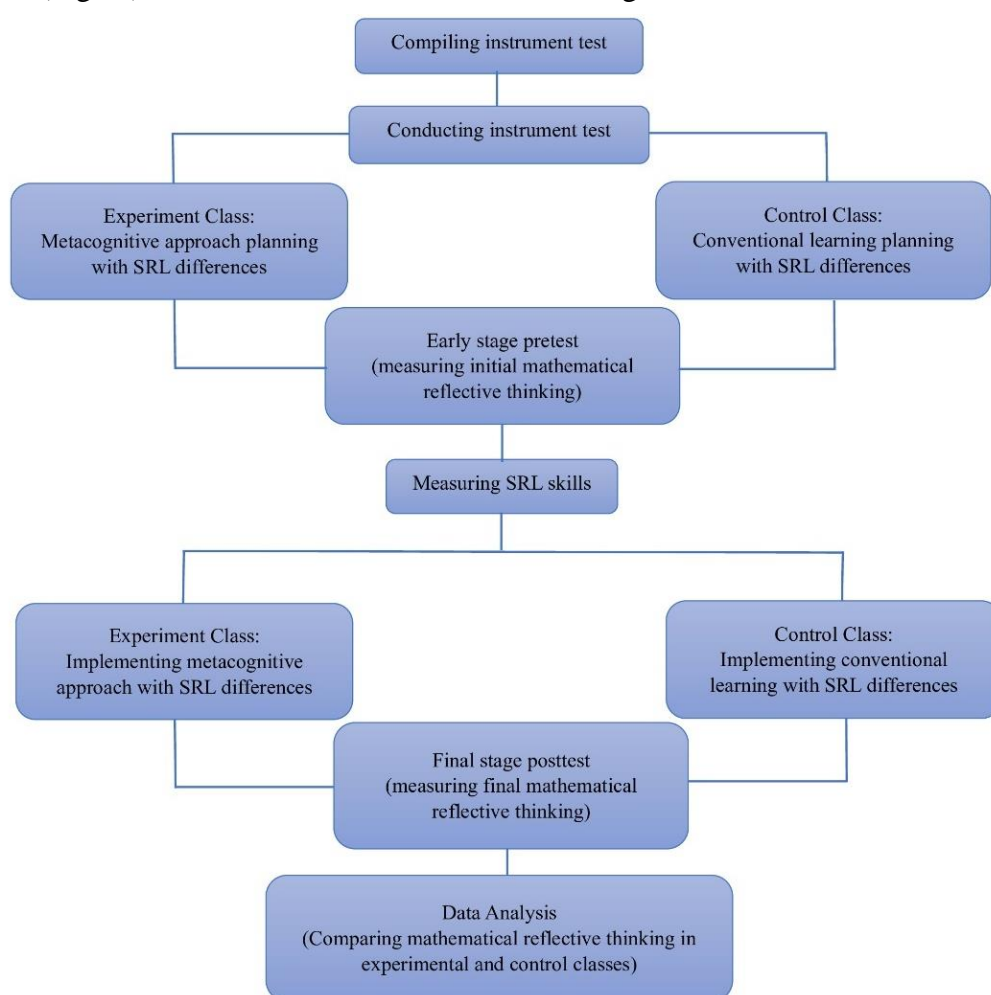 Compiling instrument test
Conducting instrument test
Experiment Class:
Metacognitive approach planning
with SRL differences
Control Class:
Conventional learning planning
with SRL differences
Early stage pretest
(measuring initial mathematical
reflective thinking)
Measuring SRL skills
Experiment Class:
Implementing metacognitive
approach with SRL differences
Control Class:
Implementing conventional
learning with SRL differences
Final stage posttest
(measuring final mathematical
reflective thinking)
Data Analysis
(Comparing mathematical reflective thinking in
experimental and control classes)